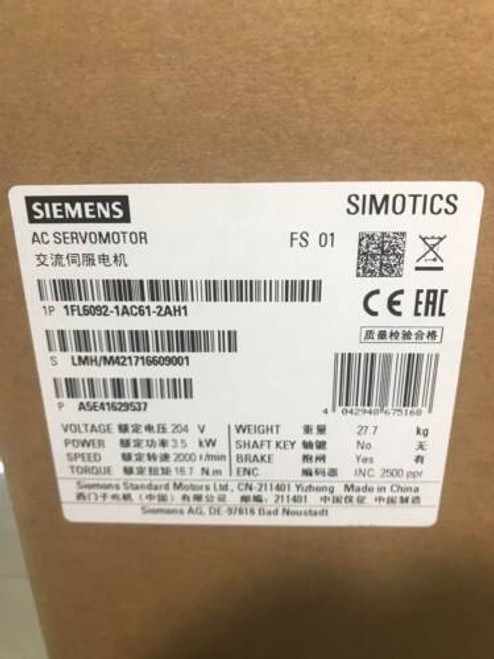 SIEMENS
SIMOTICS
AC SERVOMOTOR
FS 01
交流伺服电机
1P 1FL6092-1AC61-2AH1
CE EAC
质量检验合格
S LMH/M421716609001
P A5E41629537
4 042948 675168
VOLTAGE 额定电压 204 V WEIGHT 重量 27.7 kg
POWER 额定功率 3.5 kW SHAFT KEY 轴键 No 无
SPEED 额定转速 2000 r/min BRAKE 抱闸 Yes 有
TORQUE 额定扭矩 16.7 N.m ENC. 编码器 INC. 2500 ppr
Siemens Standard Motors Ltd., CN-211401 Yizheng Made in China
西门子电机（中国）有限公司 邮编：211401 中国仪征 中国制造
Siemens AG, DE-97616 Bad Neustadt